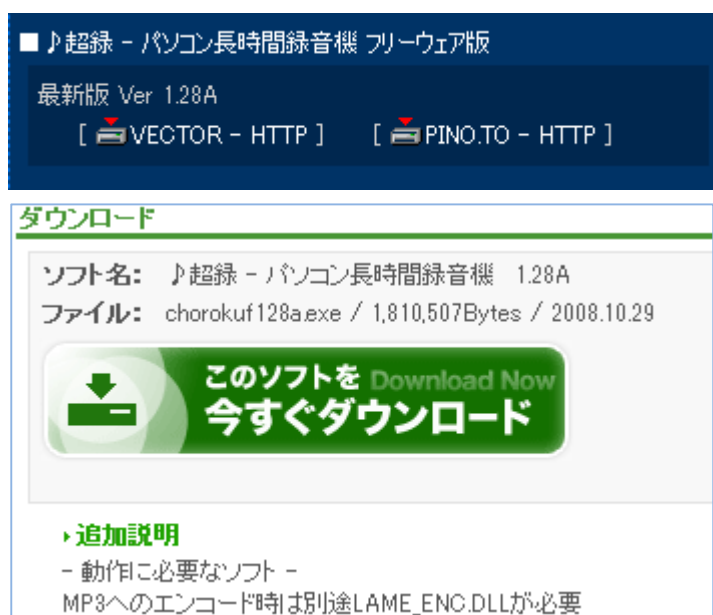 ■♪超録 - パソコン長時間録音機 フリーウェア版
最新版 Ver 1.28A
[ VECTOR - HTTP ] [ PINO.TO - HTTP ]
ダウンロード
ソフト名： ♪超録 - パソコン長時間録音機 1.28A
ファイル： chorokuf128a.exe / 1,810,507Bytes / 2008.10.29
このソフトを Download Now
今すぐダウンロード
追加説明
- 動作に必要なソフト -
MP3へのエンコード時は別途LAME_ENC.DLLが必要